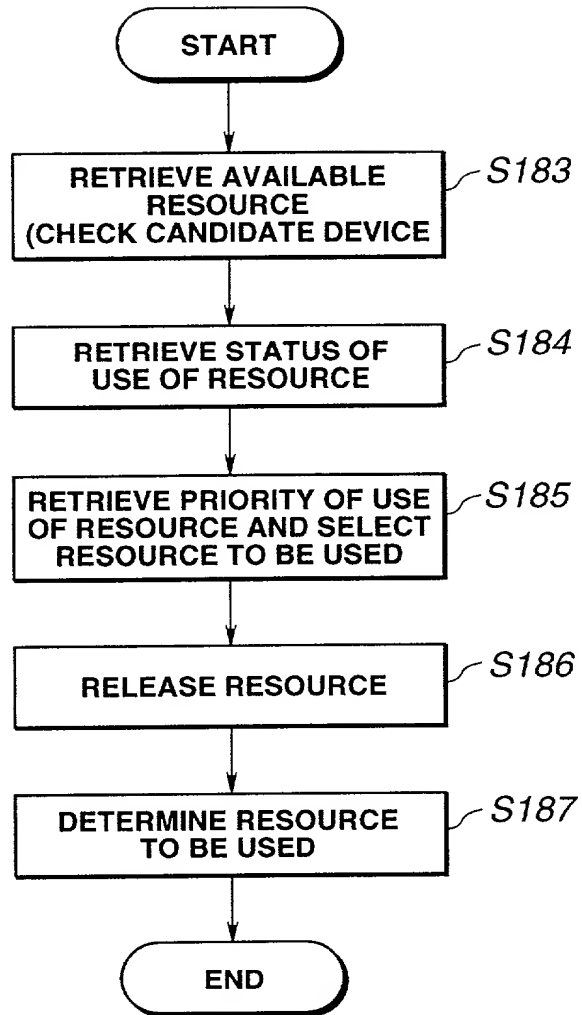 START
RETRIEVE AVAILABLE
RESOURCE
(CHECK CANDIDATE DEVICE
S183
RETRIEVE STATUS OF
USE OF RESOURCE
S184
RETRIEVE PRIORITY OF USE
OF RESOURCE AND SELECT
RESOURCE TO BE USED
S185
RELEASE RESOURCE
S186
DETERMINE RESOURCE
TO BE USED
S187
END